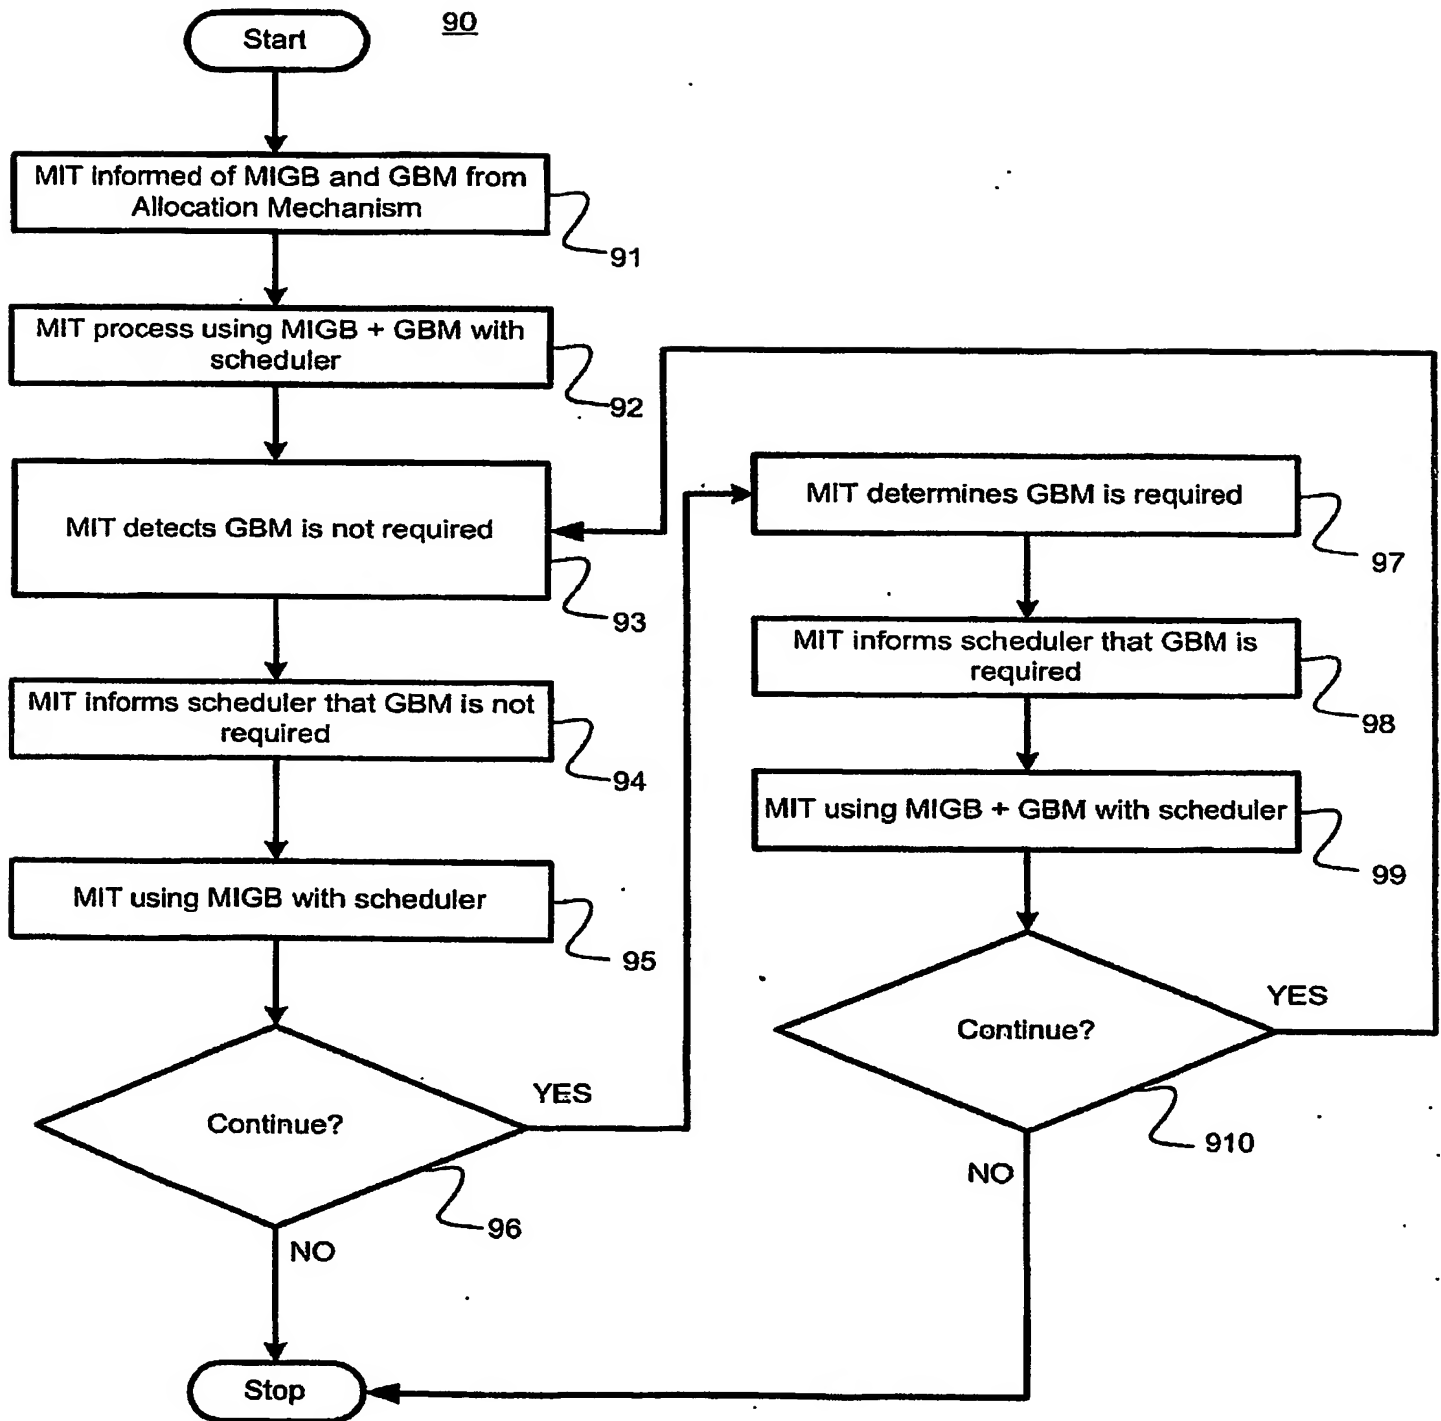 90
Start
MIT informed of MIGB and GBM from
Allocation Mechanism
91
MIT process using MIGB + GBM with
scheduler
92
MIT detects GBM is not required
93
MIT informs scheduler that GBM is not
required
94
MIT using MIGB with scheduler
95
Continue?
YES
96
NO
Stop
MIT determines GBM is required
97
MIT informs scheduler that GBM is
required
98
MIT using MIGB + GBM with scheduler
99
Continue?
YES
910
NO